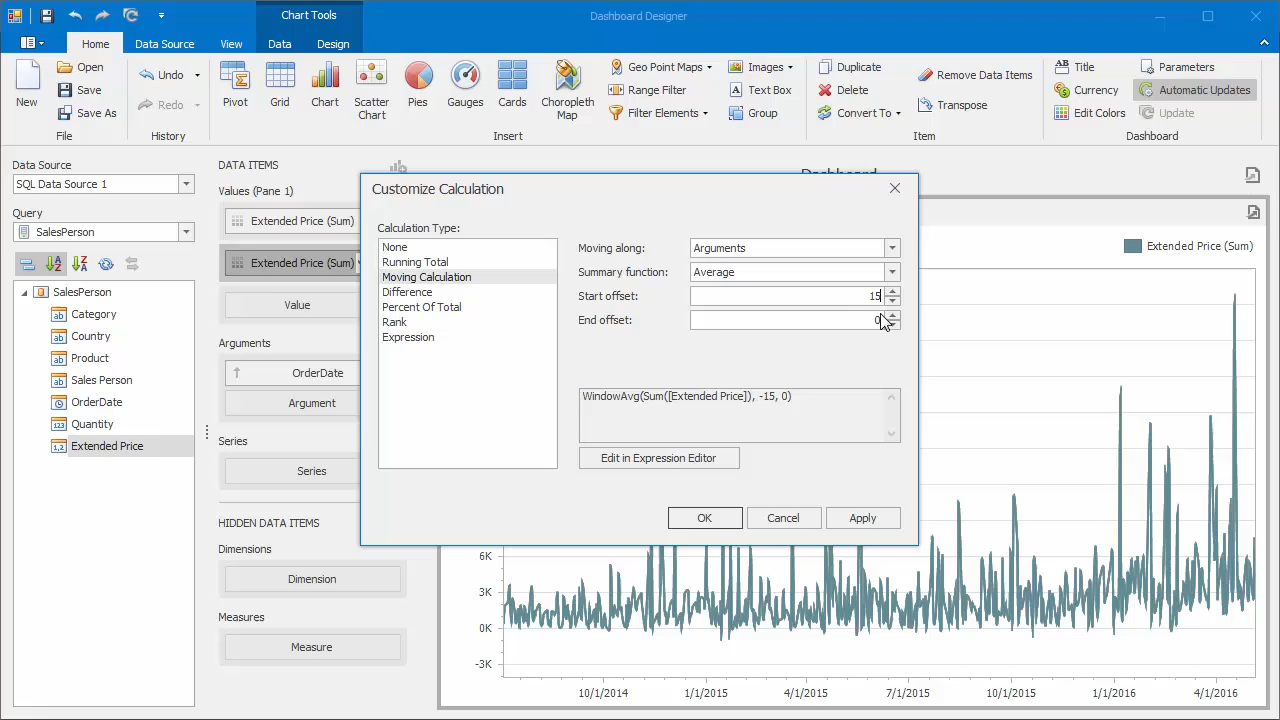 Chart Tools
Dashboard Designer
Home
Data Source
View
Data
Design
New
Open
Save
Save As
File
Undo
Redo
History
Pivot
Grid
Chart
Scatter
Chart
Pies
Gauges
Cards
Choropleth
Map
Geo Point Maps
Range Filter
Filter Elements
Images
Text Box
Group
Insert
Duplicate
Delete
Convert To
Remove Data Items
Transpose
Item
AB Title
Currency
Edit Colors
Parameters
Automatic Updates
Update
Dashboard
Data Source
SQL Data Source 1
Query
SalesPerson
SalesPerson
ab Category
ab Country
ab Product
ab Sales Person
OrderDate
123 Quantity
1,2 Extended Price
DATA ITEMS
Values (Pane 1)
Extended Price (Sum)
Extended Price (Sum)
Value
Arguments
OrderDate
Argument
Series
Series
HIDDEN DATA ITEMS
Dimensions
Dimension
Measures
Measure
Customize Calculation
Calculation Type:
None
Running Total
Moving Calculation
Difference
Percent Of Total
Rank
Expression
Moving along:
Arguments
Summary function:
Average
Start offset:
15
End offset:
0
WindowAvg(Sum([Extended Price]), -15, 0)
Edit in Expression Editor
OK
Cancel
Apply
Extended Price (Sum)
6K
3K
0K
-3K
10/1/2014
1/1/2015
4/1/2015
7/1/2015
10/1/2015
1/1/2016
4/1/2016